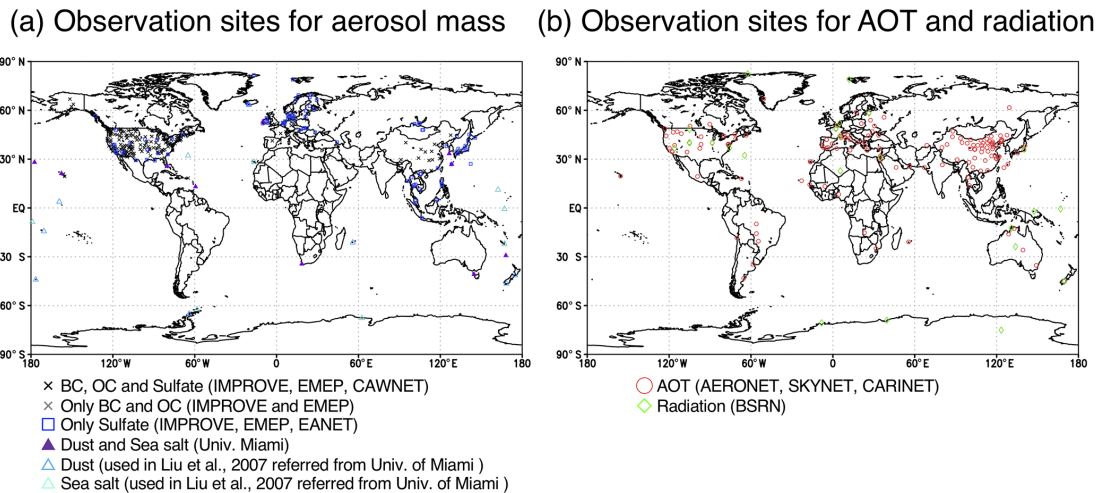 (a) Observation sites for aerosol mass
(b) Observation sites for AOT and radiation
90° N
60° N
30° N
EQ
30° S
60° S
90° S
180
120°W
60°W
0
60°E
120°E
180
90° N
60° N
30° N
EQ
30° S
60° S
90° S
180
120°W
60°W
0
60°E
120°E
180
BC, OC and Sulfate (IMPROVE, EMEP, CAWNET)
Only BC and OC (IMPROVE and EMEP)
Only Sulfate (IMPROVE, EMEP, EANET)
Dust and Sea salt (Univ. Miami)
Dust (used in Liu et al., 2007 referred from Univ. of Miami )
Sea salt (used in Liu et al., 2007 referred from Univ. of Miami )
AOT (AERONET, SKYNET, CARINET)
Radiation (BSRN)